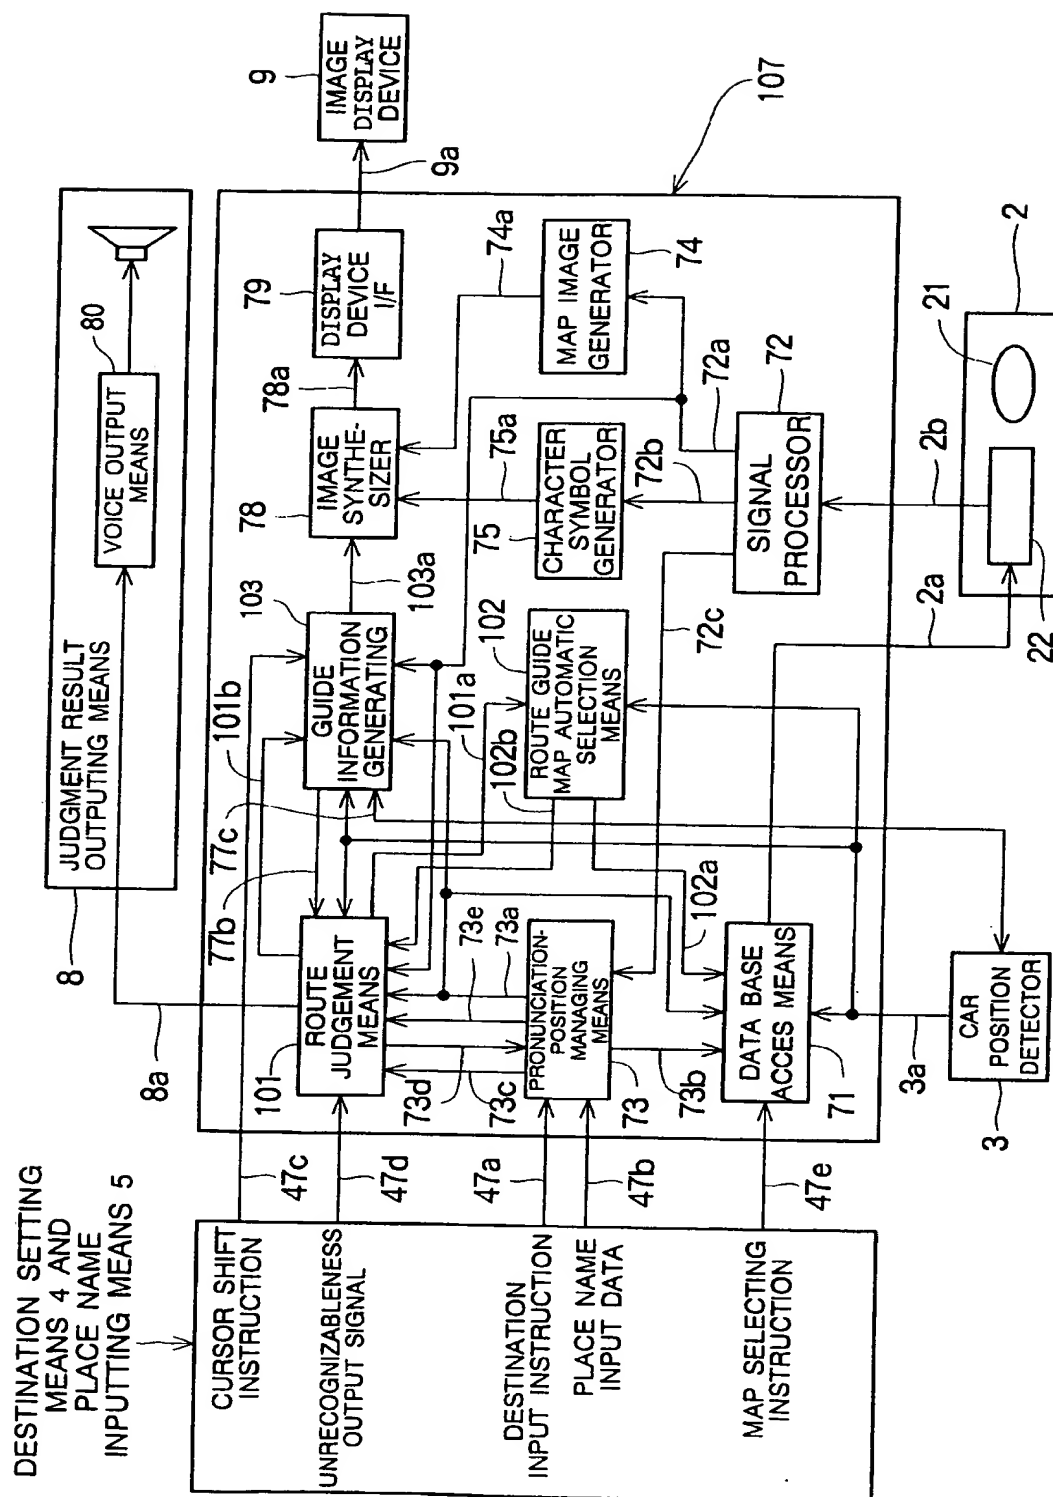 DESTINATION SETTING
MEANS 4 AND
PLACE NAME
INPUTTING MEANS 5
CURSOR SHIFT
INSTRUCTION
47c
UNRECOGNIZABLENESS
OUTPUT SIGNAL
47d
DESTINATION
INPUT INSTRUCTION
47a
PLACE NAME
INPUT DATA
47b
MAP SELECTING
INSTRUCTION
47e
8
JUDGMENT RESULT
OUTPUTING MEANS
8a
80
VOICE OUTPUT
MEANS
101
ROUTE
JUDGEMENT
MEANS
77b
77c
101b
103
GUIDE
INFORMATION
GENERATING
103a
78
IMAGE
SYNTHE-
SIZER
78a
79
DISPLAY
DEVICE
I/F
9a
9
IMAGE
DISPLAY
DEVICE
73d
73c
73e
73a
PRONUNCIATION-
POSITION
MANAGING
MEANS
73
73b
101a
102b
102
ROUTE GUIDE
MAP AUTOMATIC
SELECTION
MEANS
102a
72c
75
CHARACTER
SYMBOL
GENERATOR
75a
72b
74a
MAP IMAGE
GENERATOR
74
72a
72
SIGNAL
PROCESSOR
107
DATA BASE
ACCES MEANS
71
3a
CAR
POSITION
DETECTOR
3
2a
2b
22
21
2